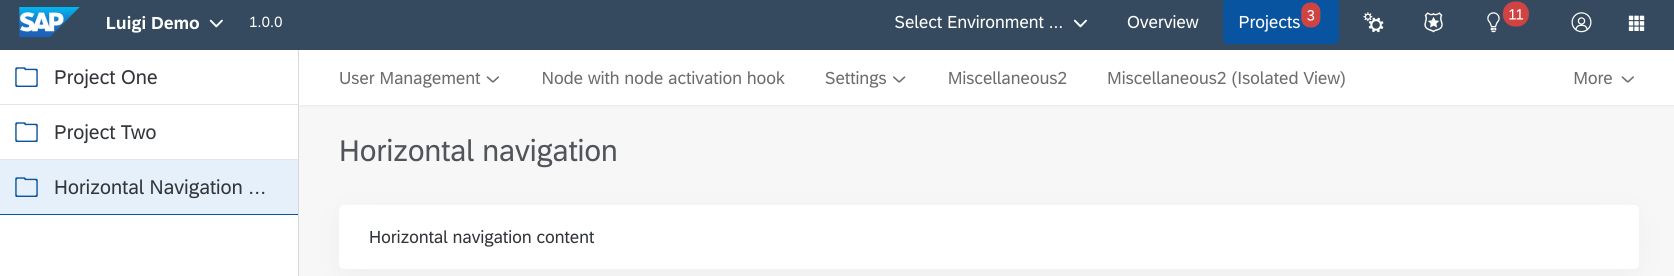 SAP Luigi Demo 1.0.0 Select Environment ... Overview Projects 3 11
Project One
Project Two
Horizontal Navigation ...
User Management Node with node activation hook Settings Miscellaneous2 Miscellaneous2 (Isolated View) More
Horizontal navigation
Horizontal navigation content